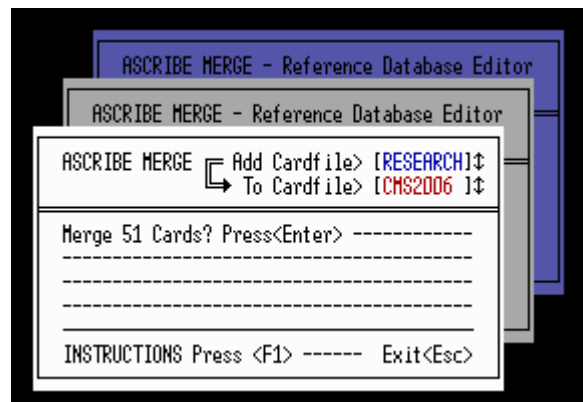 ASCRIBE MERGE - Reference Database Editor
ASCRIBE MERGE - Reference Database Editor
ASCRIBE MERGE ╔═ Add Cardfile> [RESEARCH]↕
╚► To Cardfile> [CMS2006 ]↕
Merge 51 Cards? Press<Enter> ------------
INSTRUCTIONS Press <F1> ------ Exit<Esc>